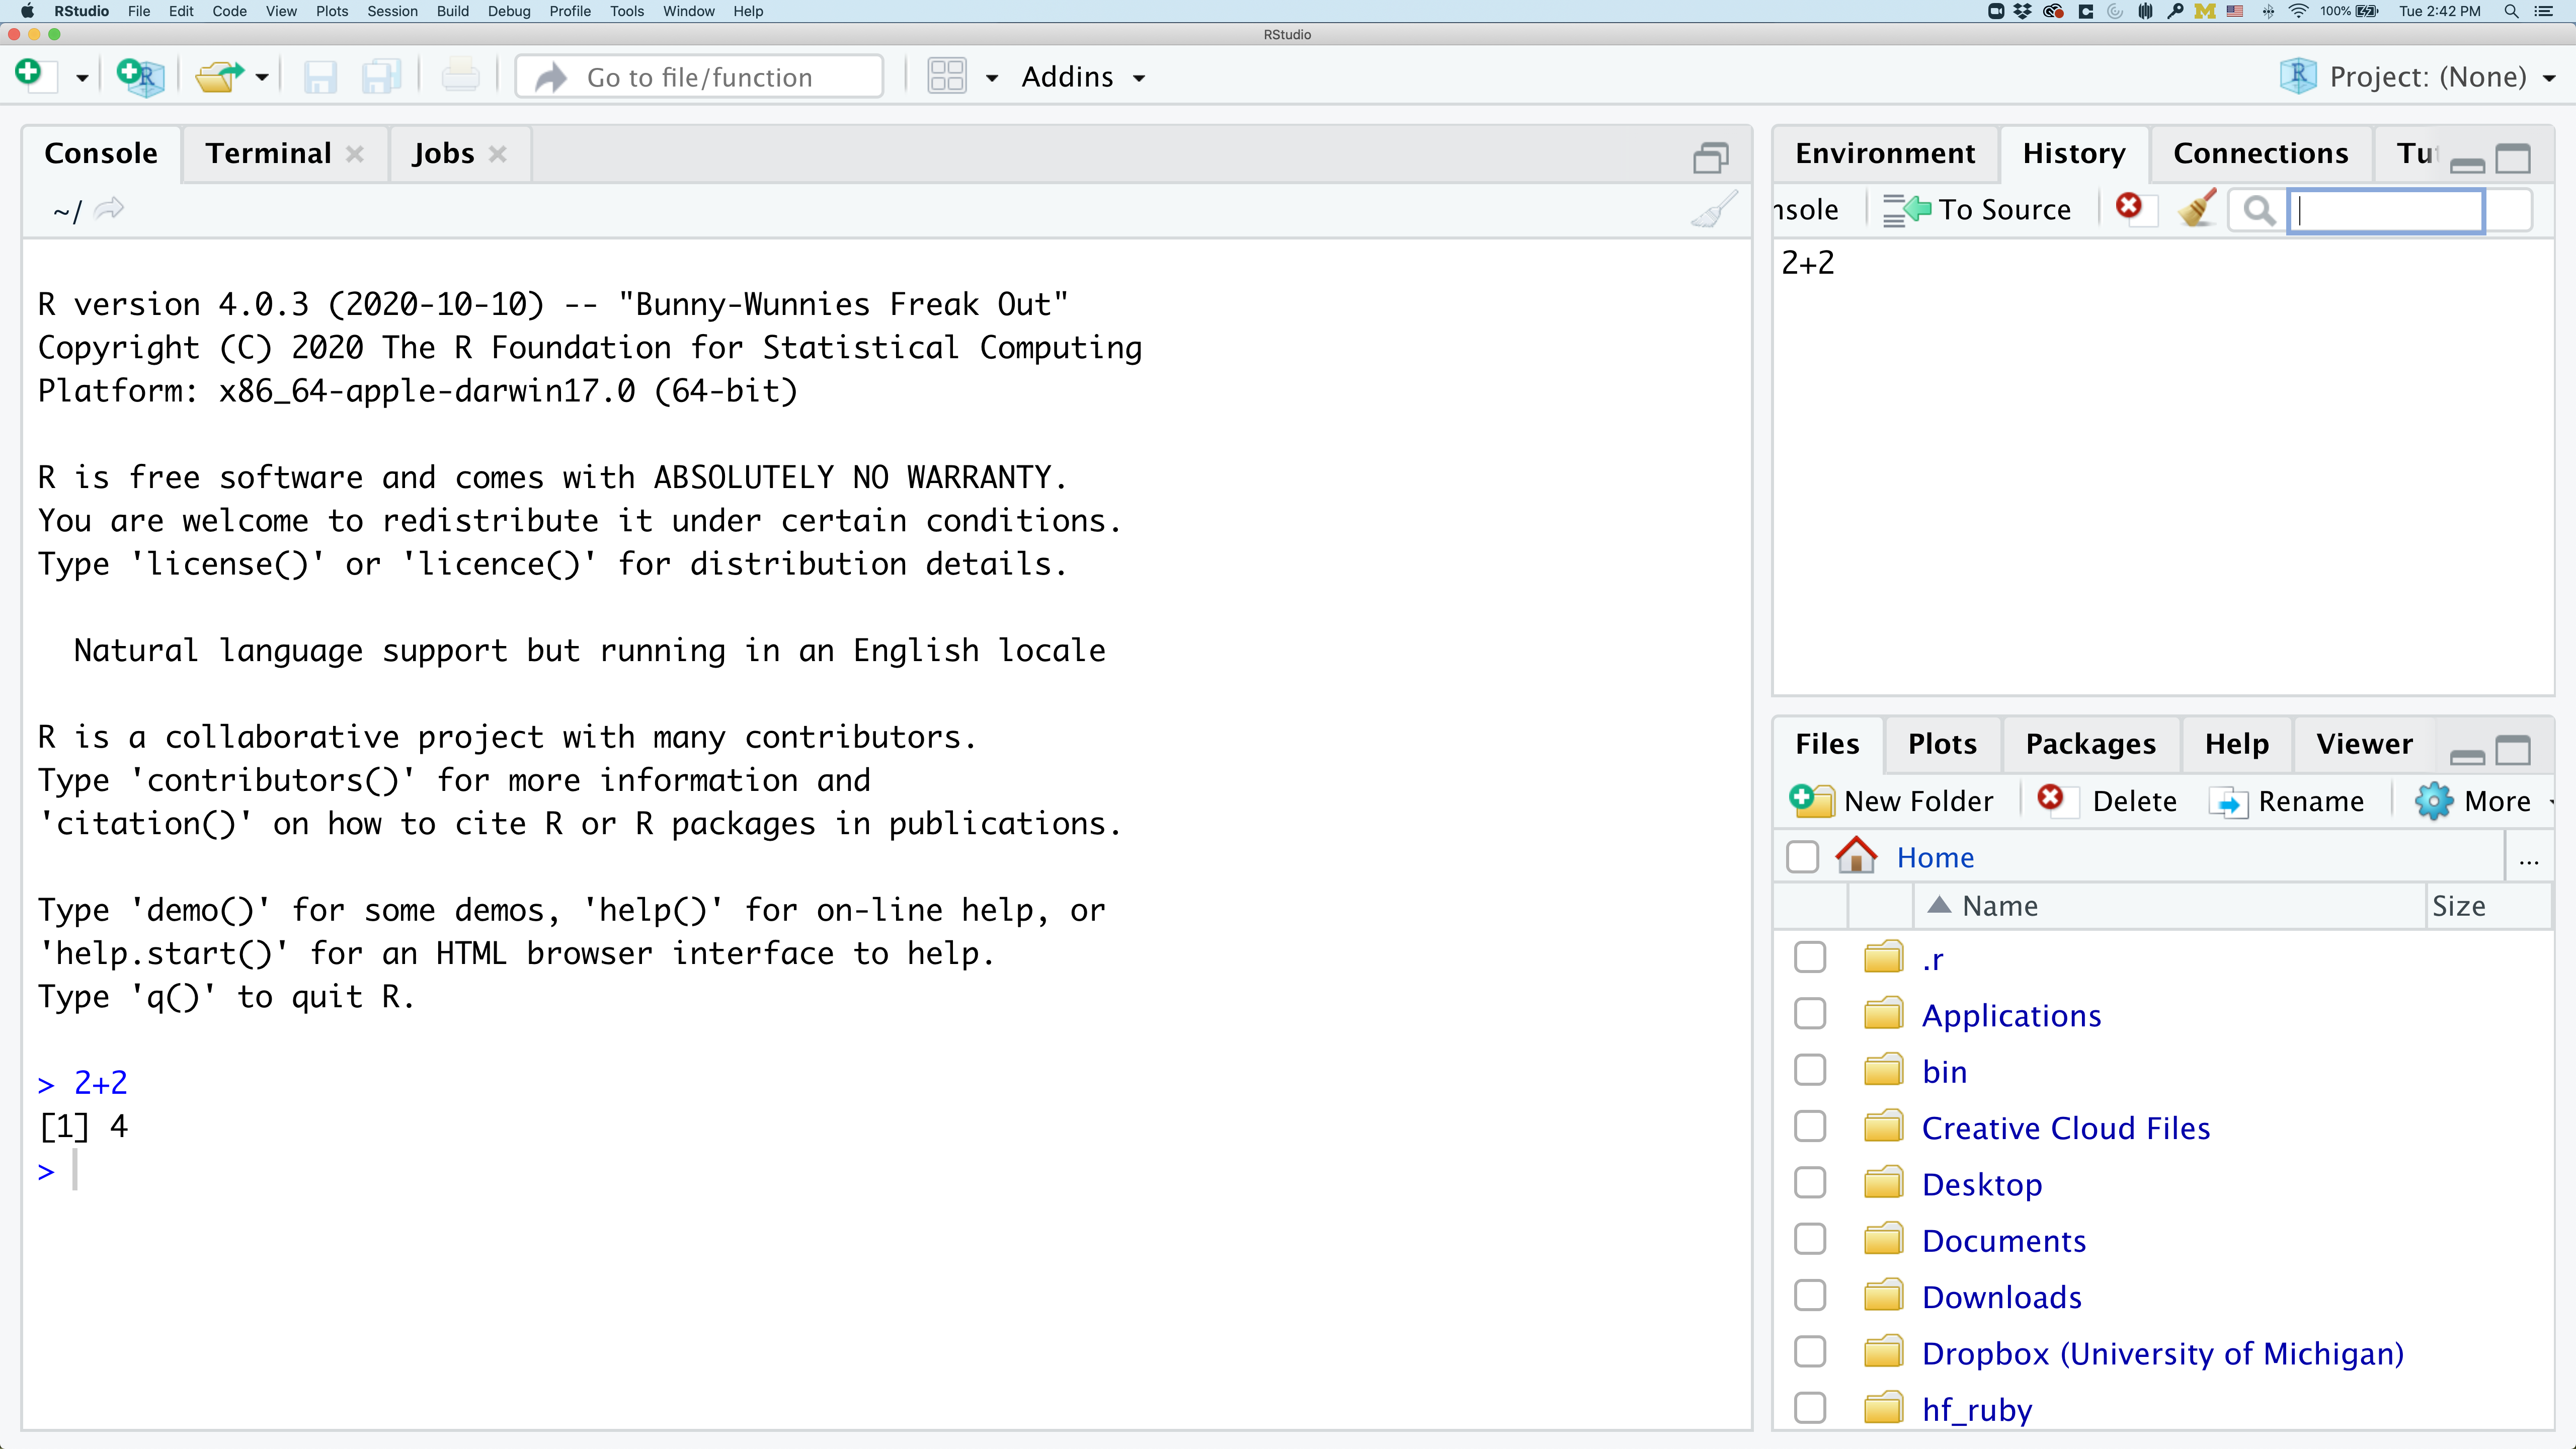 RStudio File Edit Code View Plots Session Build Debug Profile Tools Window Help 100% Tue 2:42 PM
RStudio
Go to file/function Addins Project: (None)
Console Terminal Jobs
~/
R version 4.0.3 (2020-10-10) -- "Bunny-Wunnies Freak Out"
Copyright (C) 2020 The R Foundation for Statistical Computing
Platform: x86_64-apple-darwin17.0 (64-bit)
R is free software and comes with ABSOLUTELY NO WARRANTY.
You are welcome to redistribute it under certain conditions.
Type 'license()' or 'licence()' for distribution details.
Natural language support but running in an English locale
R is a collaborative project with many contributors.
Type 'contributors()' for more information and
'citation()' on how to cite R or R packages in publications.
Type 'demo()' for some demos, 'help()' for on-line help, or
'help.start()' for an HTML browser interface to help.
Type 'q()' to quit R.
> 2+2
[1] 4
>
Environment History Connections Tu
nsole To Source
2+2
Files Plots Packages Help Viewer
New Folder Delete Rename More
Home ...
Name Size
.r
Applications
bin
Creative Cloud Files
Desktop
Documents
Downloads
Dropbox (University of Michigan)
hf_ruby